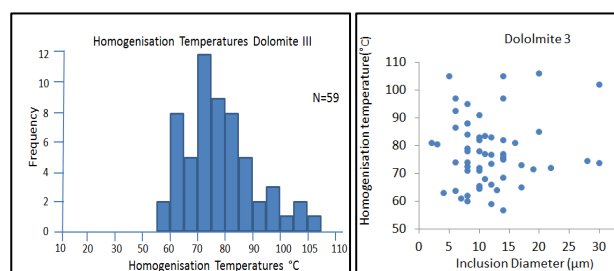 Homogenisation Temperatures Dolomite III
N=59
Frequency
12
10
8
6
4
2
10 10 20 30 40 50 60 70 80 90 100 110
Homogenisation Temperatures °C
Dololmite 3
Homogenisation temperature(°C)
110
100
90
80
70
60
50
0 5 10 15 20 25 30
Inclusion Diameter (µm)